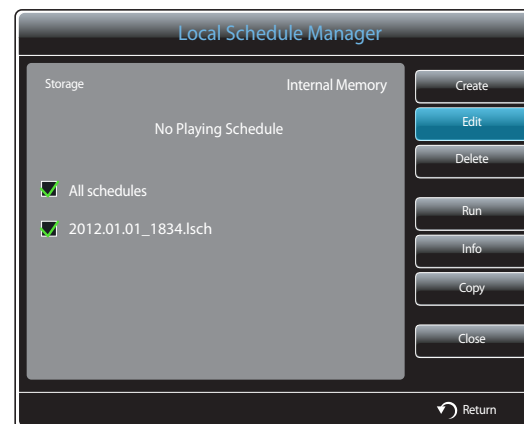 Local Schedule Manager
Storage Internal Memory
No Playing Schedule
All schedules
2012.01.01_1834.lsch
Create
Edit
Delete
Run
Info
Copy
Close
Return